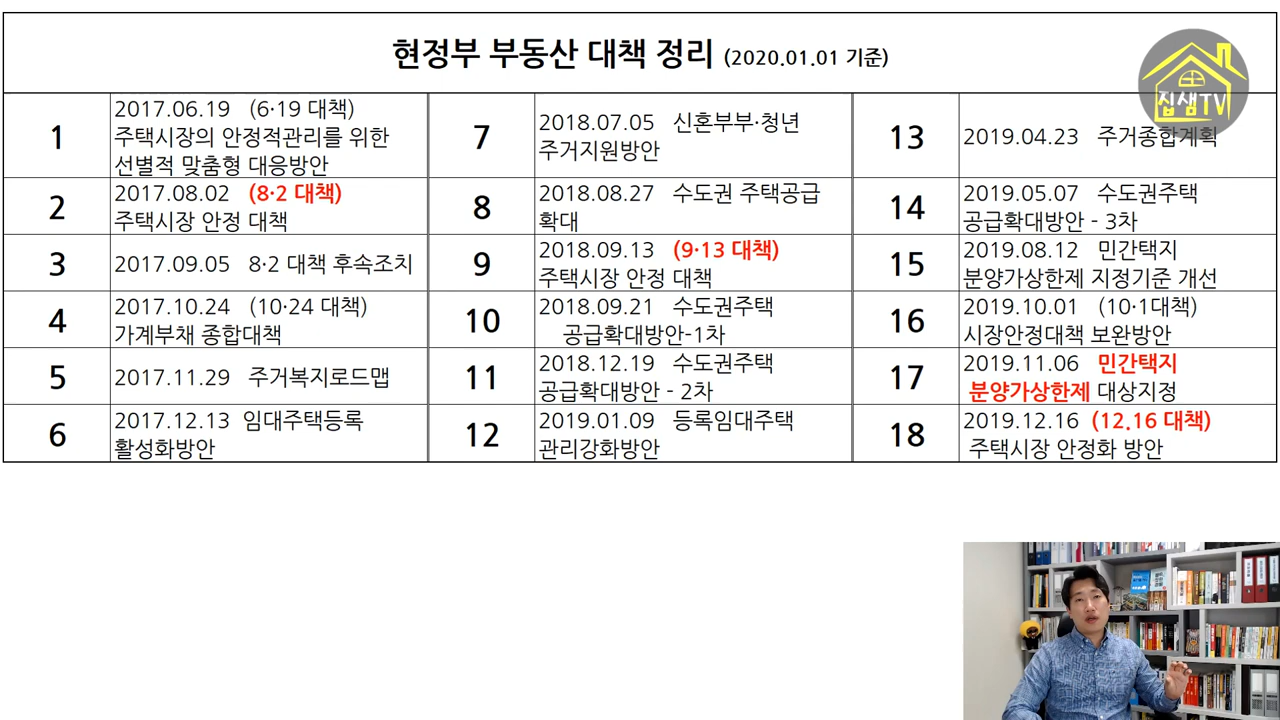 현정부 부동산 대책 정리 (2020.01.01 기준)
집샘TV
1
2017.06.19 (6·19 대책)
주택시장의 안정적관리를 위한
선별적 맞춤형 대응방안
2
2017.08.02 (8·2 대책)
주택시장 안정 대책
3
2017.09.05 8·2 대책 후속조치
4
2017.10.24 (10·24 대책)
가계부채 종합대책
5
2017.11.29 주거복지로드맵
6
2017.12.13 임대주택등록
활성화방안
7
2018.07.05 신혼부부·청년
주거지원방안
8
2018.08.27 수도권 주택공급
확대
9
2018.09.13 (9·13 대책)
주택시장 안정 대책
10
2018.09.21 수도권주택
공급확대방안-1차
11
2018.12.19 수도권주택
공급확대방안 - 2차
12
2019.01.09 등록임대주택
관리강화방안
13
2019.04.23 주거종합계획
14
2019.05.07 수도권주택
공급확대방안 - 3차
15
2019.08.12 민간택지
분양가상한제 지정기준 개선
16
2019.10.01 (10·1대책)
시장안정대책 보완방안
17
2019.11.06 민간택지
분양가상한제 대상지정
18
2019.12.16 (12.16 대책)
주택시장 안정화 방안